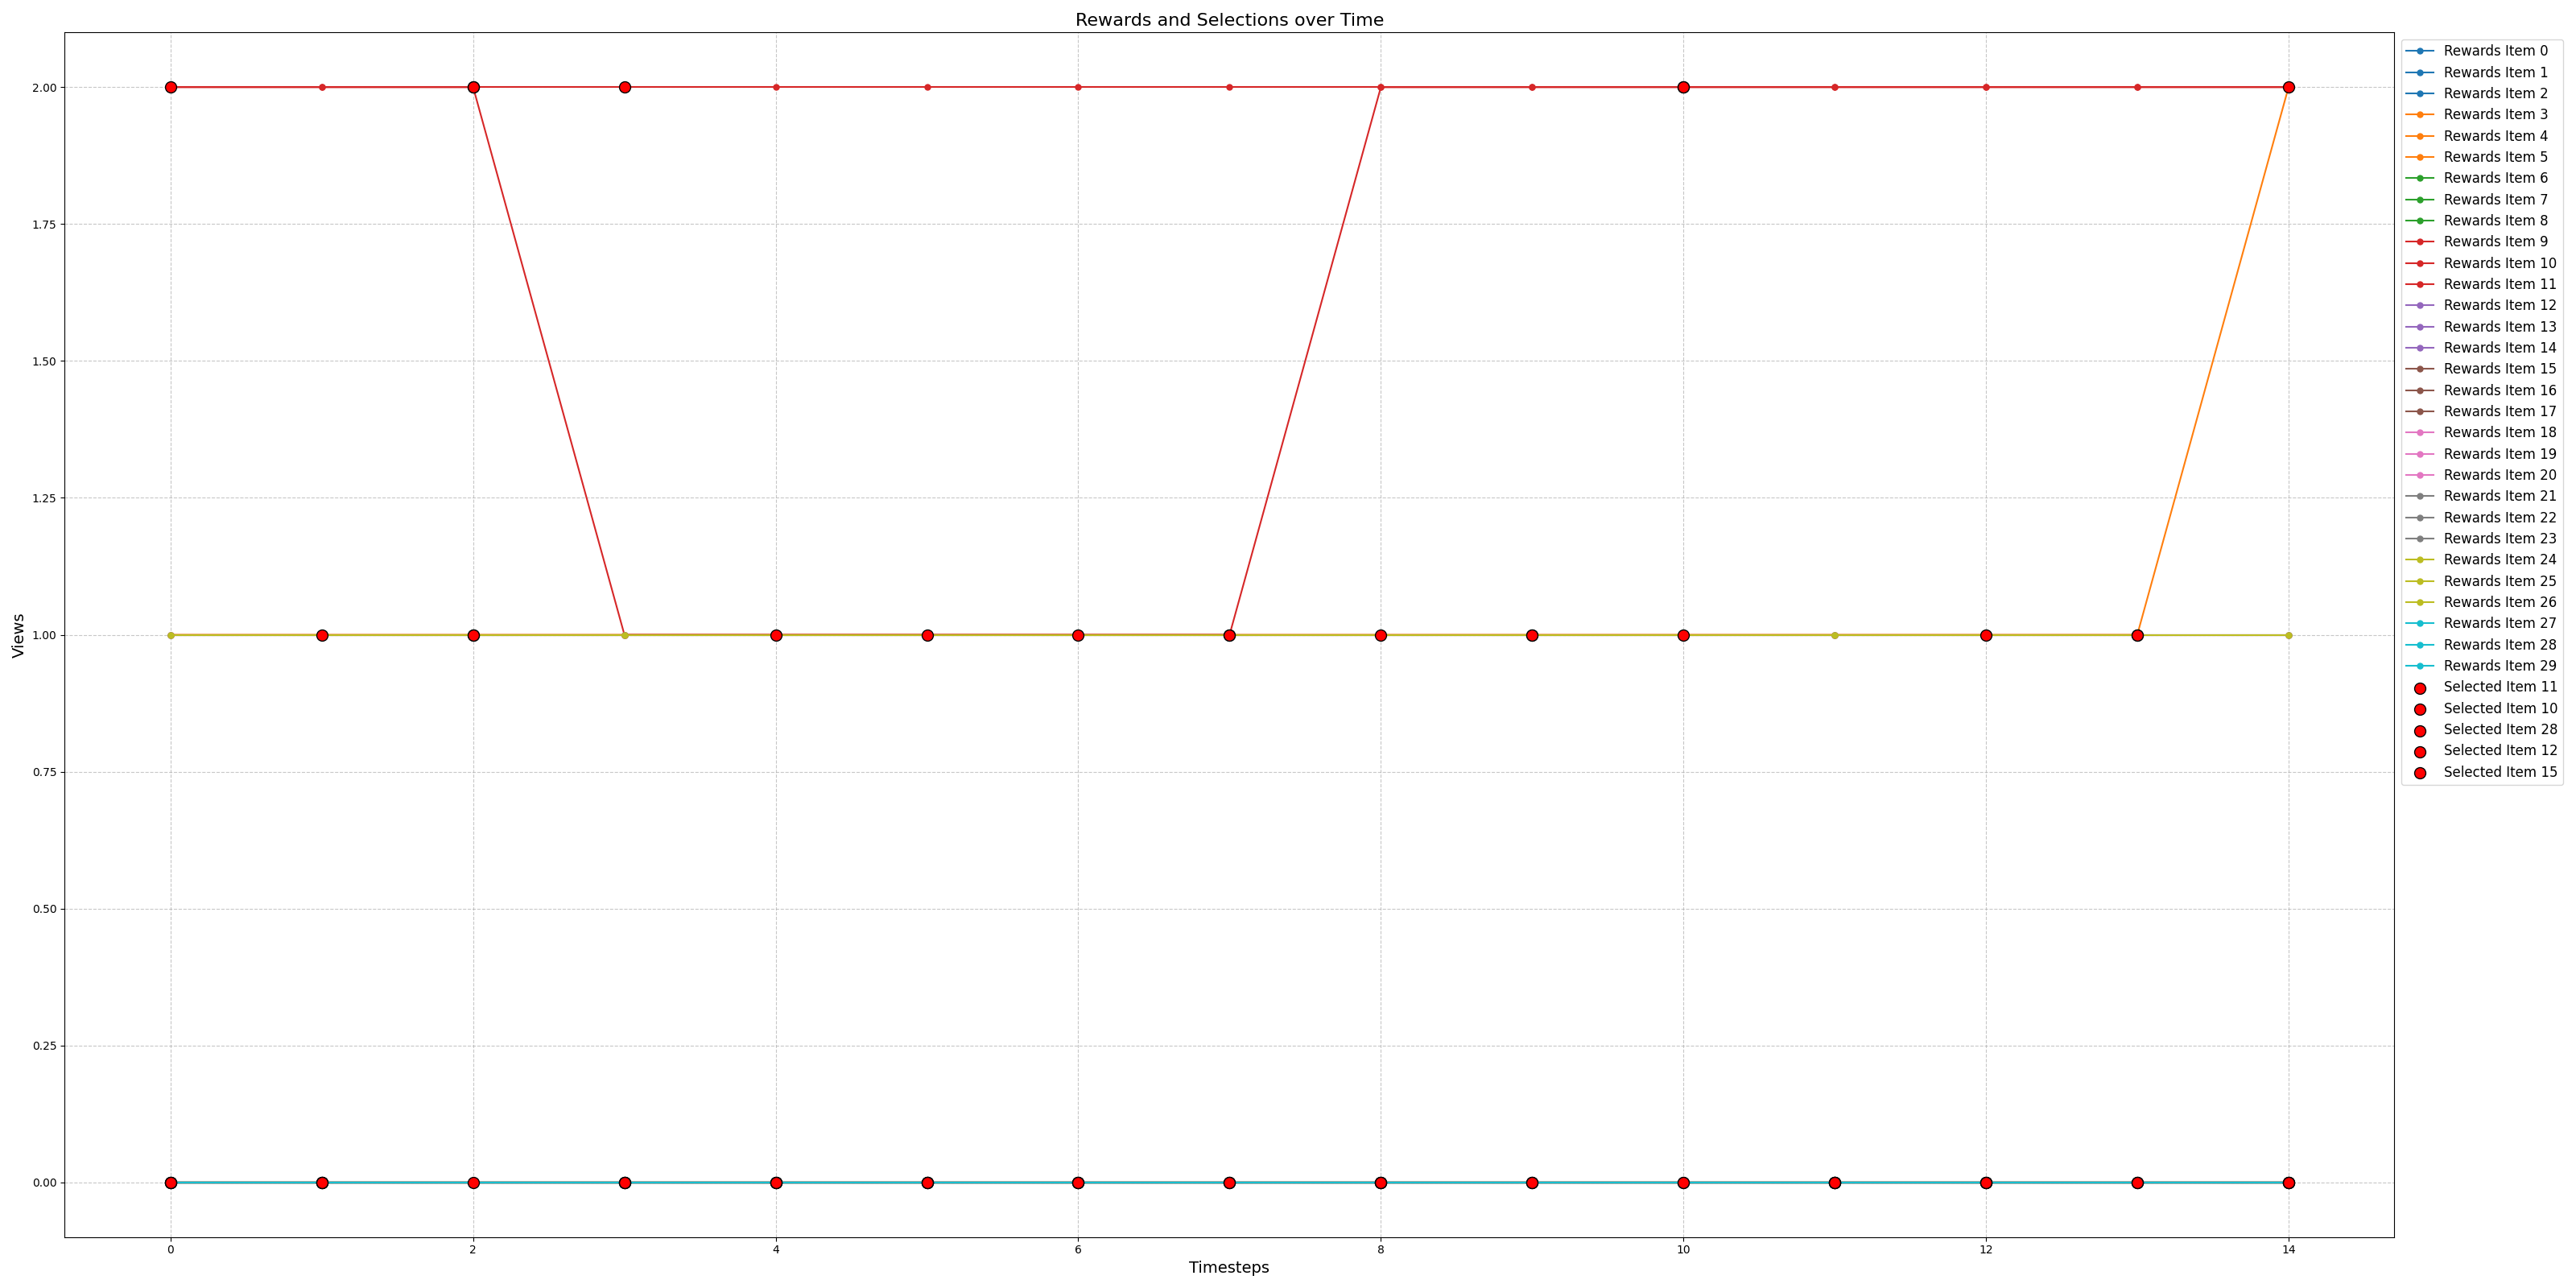 Rewards and Selections over Time
Views
2.00
1.75
1.50
1.25
1.00
0.75
0.50
0.25
0.00
0
2
4
6
8
10
12
14
Timesteps
Rewards Item 0
Rewards Item 1
Rewards Item 2
Rewards Item 3
Rewards Item 4
Rewards Item 5
Rewards Item 6
Rewards Item 7
Rewards Item 8
Rewards Item 9
Rewards Item 10
Rewards Item 11
Rewards Item 12
Rewards Item 13
Rewards Item 14
Rewards Item 15
Rewards Item 16
Rewards Item 17
Rewards Item 18
Rewards Item 19
Rewards Item 20
Rewards Item 21
Rewards Item 22
Rewards Item 23
Rewards Item 24
Rewards Item 25
Rewards Item 26
Rewards Item 27
Rewards Item 28
Rewards Item 29
Selected Item 11
Selected Item 10
Selected Item 28
Selected Item 12
Selected Item 15